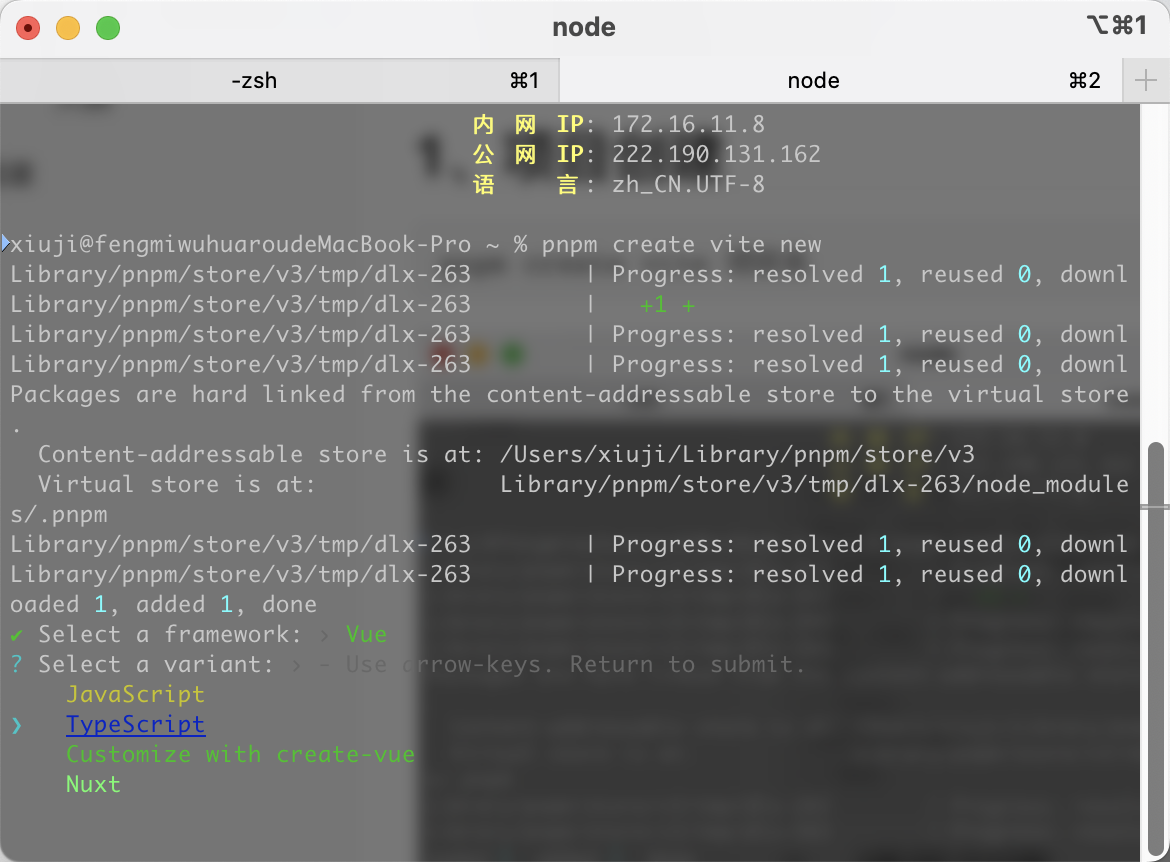 node
⌥⌘1
-zsh ⌘1 node ⌘2
内 网 IP: 172.16.11.8
公 网 IP: 222.190.131.162
语 言: zh_CN.UTF-8
xiuji@fengmiwuhuaroudeMacBook-Pro ~ % pnpm create vite new
Library/pnpm/store/v3/tmp/dlx-263 | Progress: resolved 1, reused 0, downl
Library/pnpm/store/v3/tmp/dlx-263 | +1 +
Library/pnpm/store/v3/tmp/dlx-263 | Progress: resolved 1, reused 0, downl
Library/pnpm/store/v3/tmp/dlx-263 | Progress: resolved 1, reused 0, downl
Packages are hard linked from the content-addressable store to the virtual store
.
Content-addressable store is at: /Users/xiuji/Library/pnpm/store/v3
Virtual store is at: Library/pnpm/store/v3/tmp/dlx-263/node_module
s/.pnpm
Library/pnpm/store/v3/tmp/dlx-263 | Progress: resolved 1, reused 0, downl
Library/pnpm/store/v3/tmp/dlx-263 | Progress: resolved 1, reused 0, downl
oaded 1, added 1, done
✔ Select a framework: › Vue
? Select a variant: › - Use arrow-keys. Return to submit.
JavaScript
❯ TypeScript
Customize with create-vue
Nuxt